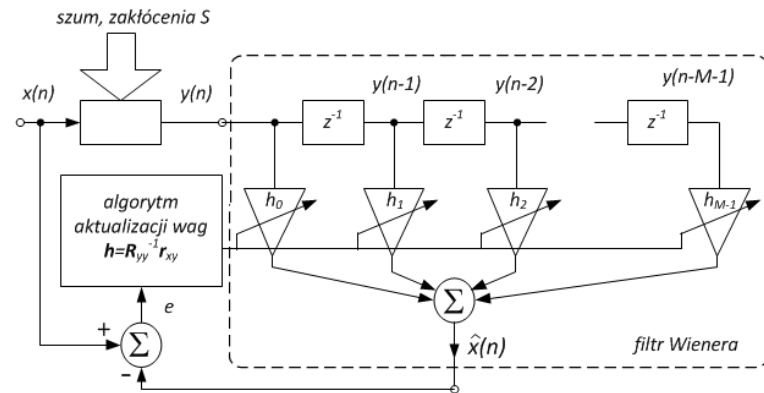 szum, zakłócenia S
x(n)
y(n)
y(n-1)
y(n-2)
y(n-M-1)
z⁻¹
z⁻¹
z⁻¹
h₀
h₁
h₂
h_M-1
algorytm
aktualizacji wag
h=R_yy⁻¹r_xy
Σ
e
+
Σ
-
x̂(n)
filtr Wienera